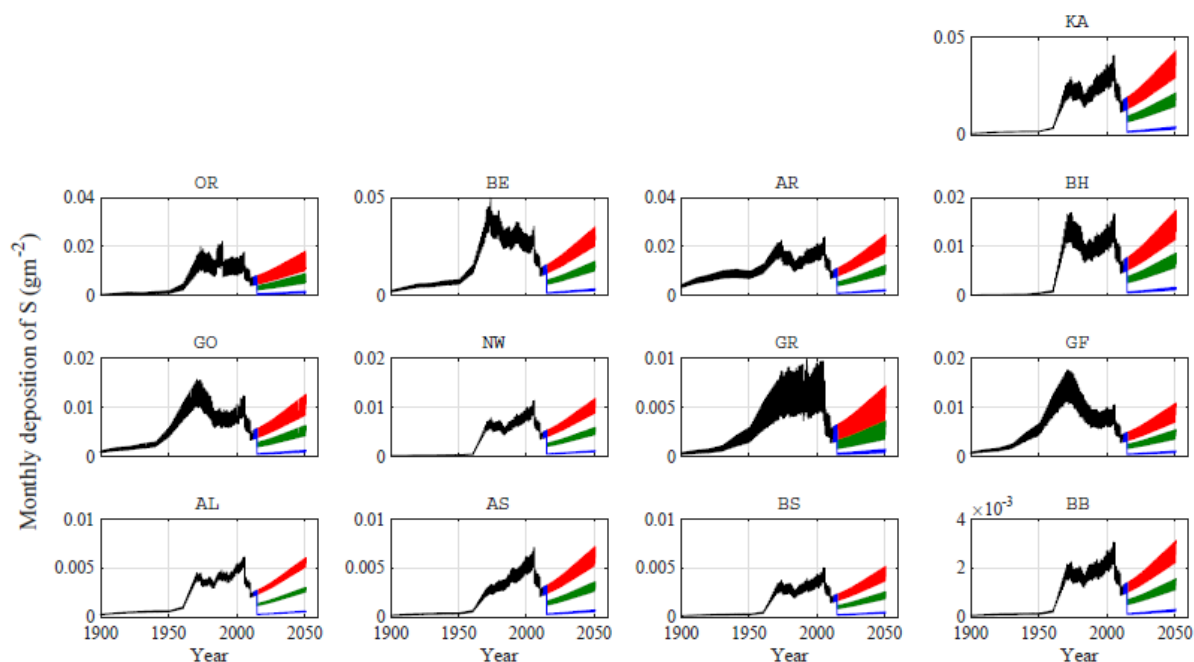 KA
0.05
0
OR BE AR BH
0.04 0.05 0.04 0.02
0.02 0.02 0.01
0 0 0 0
GO NW GR GF
0.02 0.02 0.01 0.02
0.01 0.01 0.005 0.01
0 0 0 0
AL AS BS BB
×10⁻³
0.01 0.01 0.01 4
0.005 0.005 0.005 2
0 0 0 0
1900 1950 2000 2050 1900 1950 2000 2050 1900 1950 2000 2050 1900 1950 2000 2050
Year Year Year Year
Monthly deposition of S (gm⁻²)